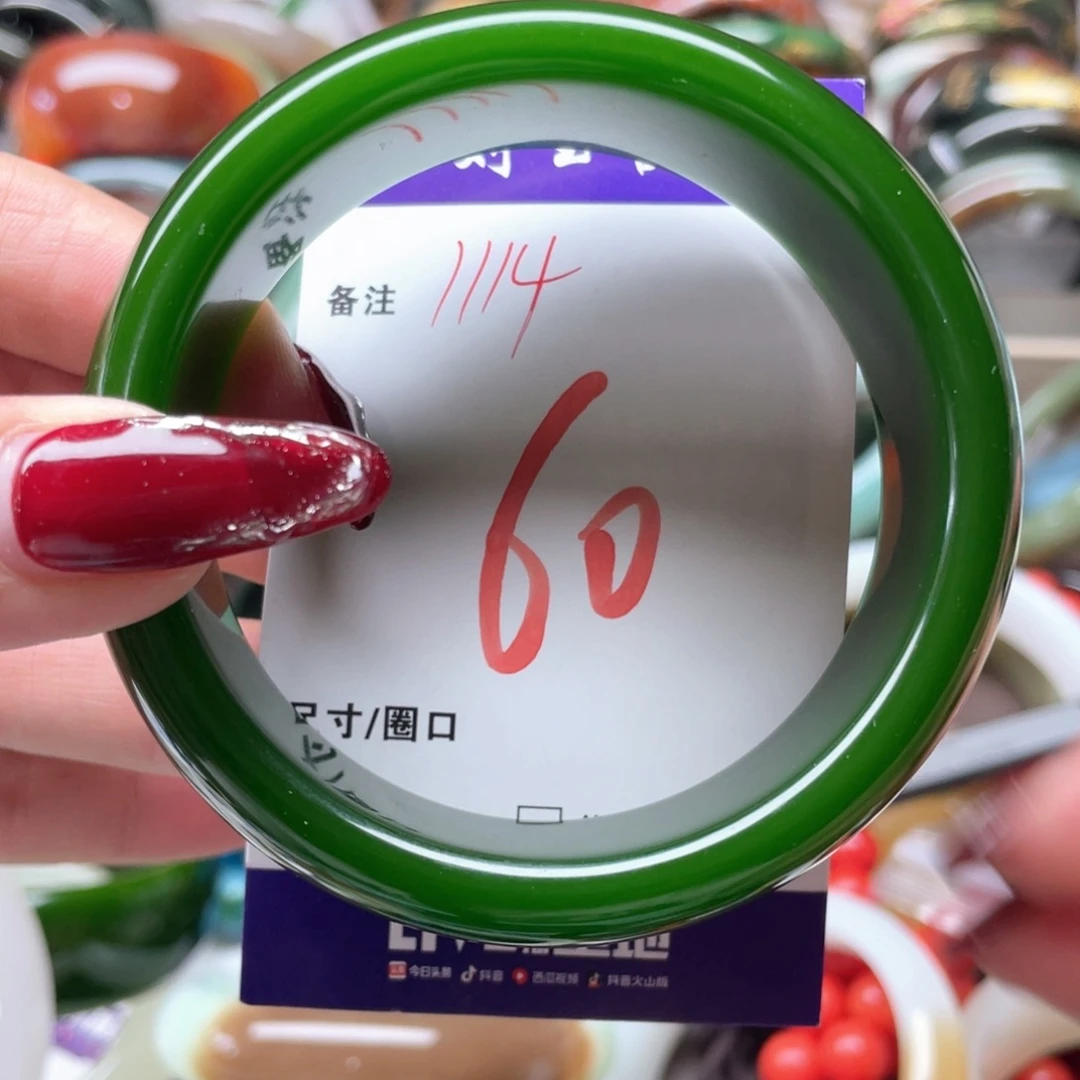 备注 1114
60
尺寸/圈口
今日头条 抖音 西瓜视频 抖音火山版